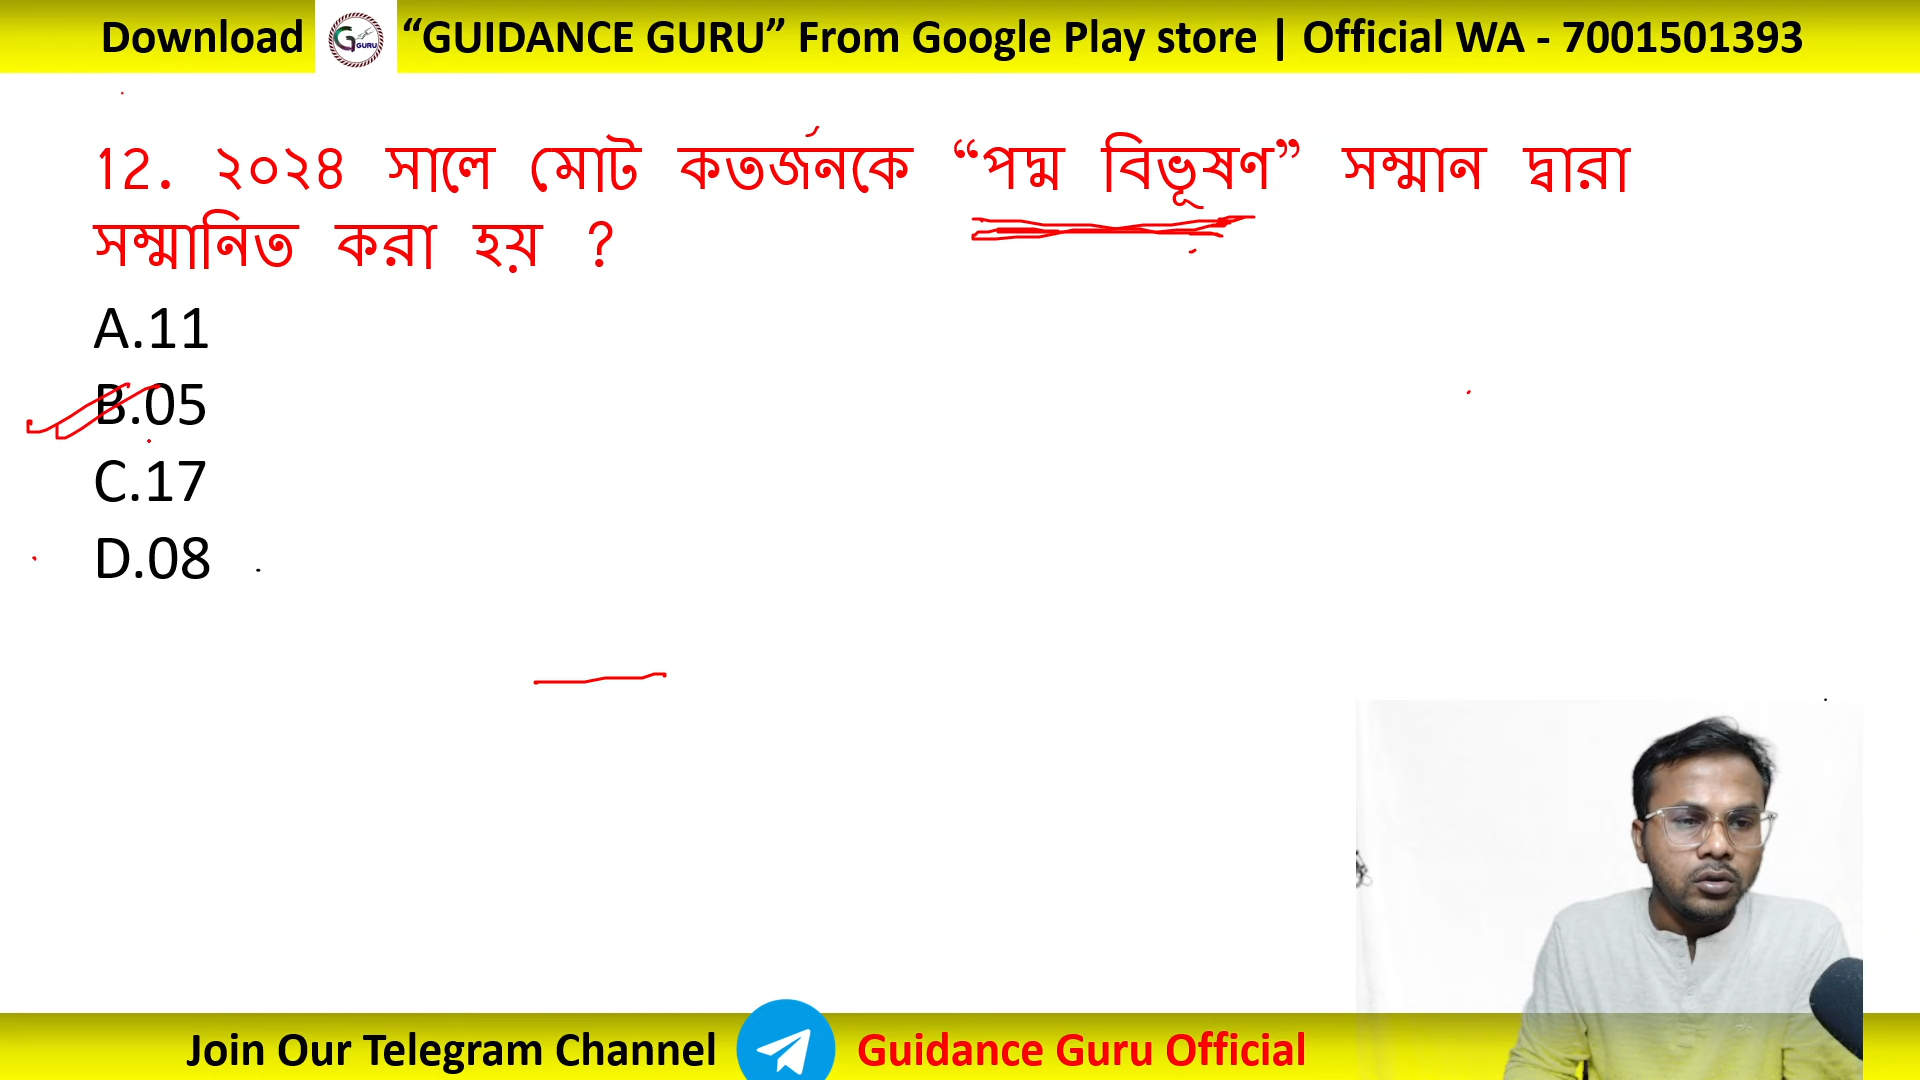 Download G GURU “GUIDANCE GURU” From Google Play store | Official WA - 7001501393
12. ২০২৪ সালে মোট কতজনকে “পদ্ম বিভূষণ” সম্মান দ্বারা
সম্মানিত করা হয় ?
A.11
B.05
C.17
D.08
Join Our Telegram Channel Guidance Guru Official